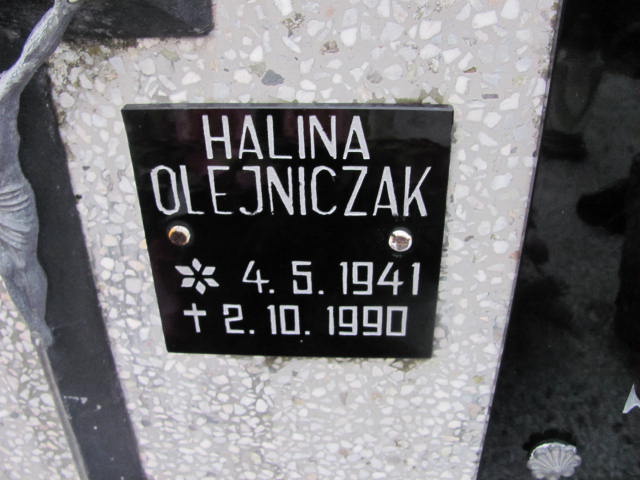 HALINA
OLEJNICZAK
4. 5. 1941
✝ 2. 10. 1990